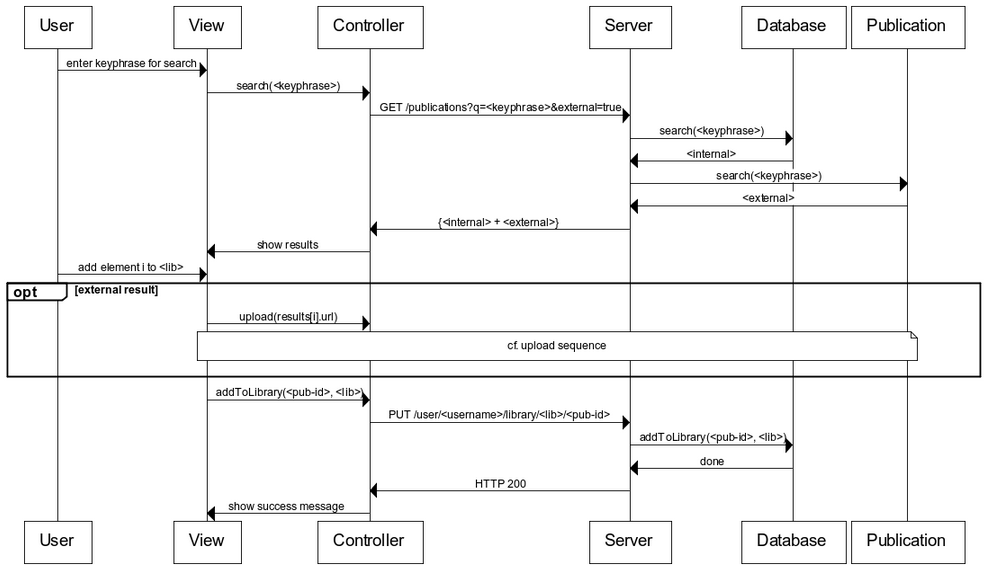 User View Controller Server Database Publication
enter keyphrase for search
search(<keyphrase>)
GET /publications?q=<keyphrase>&external=true
search(<keyphrase>)
<internal>
search(<keyphrase>)
<external>
{<internal> + <external>}
show results
add element i to <lib>
opt [external result]
upload(results[i].url)
cf. upload sequence
addToLibrary(<pub-id>, <lib>)
PUT /user/<username>/library/<lib>/<pub-id>
addToLibrary(<pub-id>, <lib>)
done
HTTP 200
show success message
User View Controller Server Database Publication